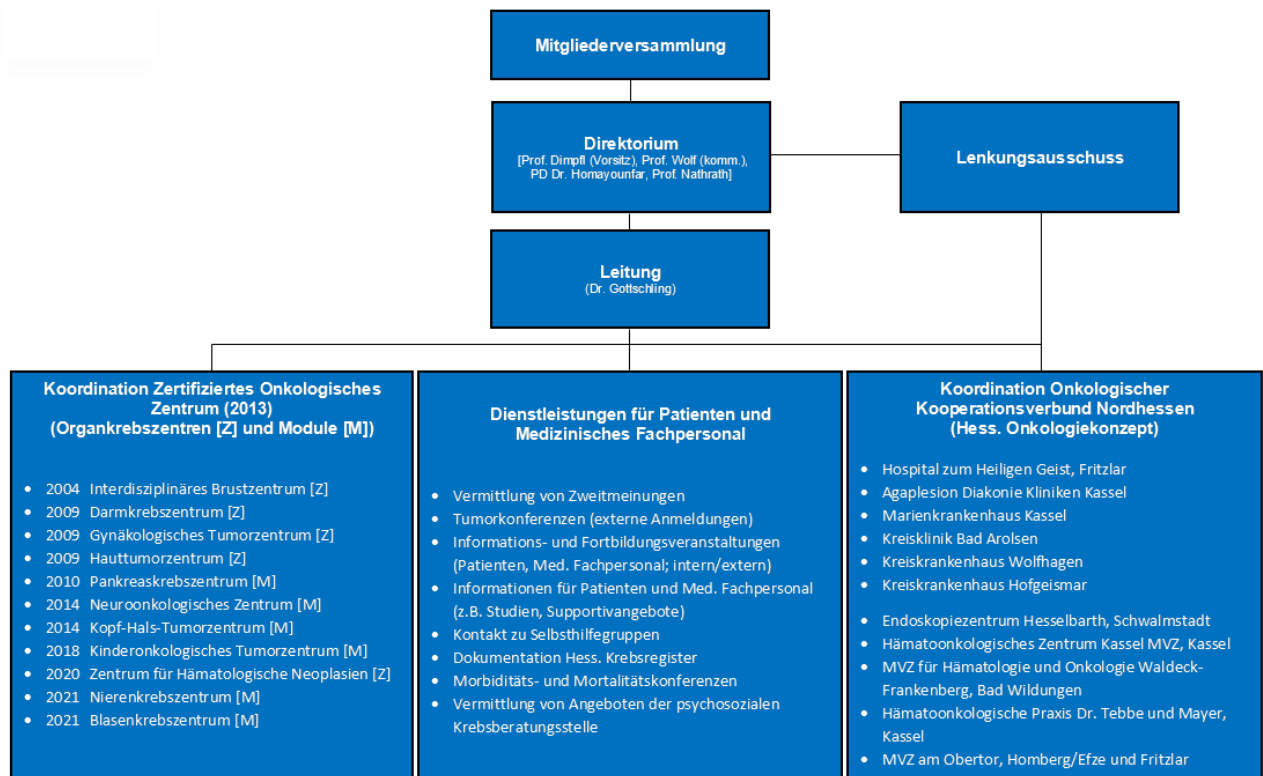 Mitgliederversammlung
Direktorium
[Prof. Dimpfl (Vorsitz), Prof. Wolf (komm.),
PD Dr. Homayounfar, Prof. Nathrath]
Lenkungsausschuss
Leitung
(Dr. Gottschling)
Koordination Zertifiziertes Onkologisches
Zentrum (2013)
(Organkrebszentren [Z] und Module [M])
• 2004 Interdisziplinäres Brustzentrum [Z]
• 2009 Darmkrebszentrum [Z]
• 2009 Gynäkologisches Tumorzentrum [Z]
• 2009 Hauttumorzentrum [Z]
• 2010 Pankreaskrebszentrum [M]
• 2014 Neuroonkologisches Zentrum [M]
• 2014 Kopf-Hals-Tumorzentrum [M]
• 2018 Kinderonkologisches Tumorzentrum [M]
• 2020 Zentrum für Hämatologische Neoplasien [Z]
• 2021 Nierenkrebszentrum [M]
• 2021 Blasenkrebszentrum [M]
Dienstleistungen für Patienten und
Medizinisches Fachpersonal
• Vermittlung von Zweitmeinungen
• Tumorkonferenzen (externe Anmeldungen)
• Informations- und Fortbildungsveranstaltungen
(Patienten, Med. Fachpersonal; intern/extern)
• Informationen für Patienten und Med. Fachpersonal
(z.B. Studien, Supportivangebote)
• Kontakt zu Selbsthilfegruppen
• Dokumentation Hess. Krebsregister
• Morbiditäts- und Mortalitätskonferenzen
• Vermittlung von Angeboten der psychosozialen
Krebsberatungsstelle
Koordination Onkologischer
Kooperationsverbund Nordhessen
(Hess. Onkologiekonzept)
• Hospital zum Heiligen Geist, Fritzlar
• Agaplesion Diakonie Kliniken Kassel
• Marienkrankenhaus Kassel
• Kreisklinik Bad Arolsen
• Kreiskrankenhaus Wolfhagen
• Kreiskrankenhaus Hofgeismar
• Endoskopiezentrum Hesselbarth, Schwalmstadt
• Hämatoonkologisches Zentrum Kassel MVZ, Kassel
• MVZ für Hämatologie und Onkologie Waldeck-
Frankenberg, Bad Wildungen
• Hämatoonkologische Praxis Dr. Tebbe und Mayer,
Kassel
• MVZ am Obertor, Homberg/Efze und Fritzlar